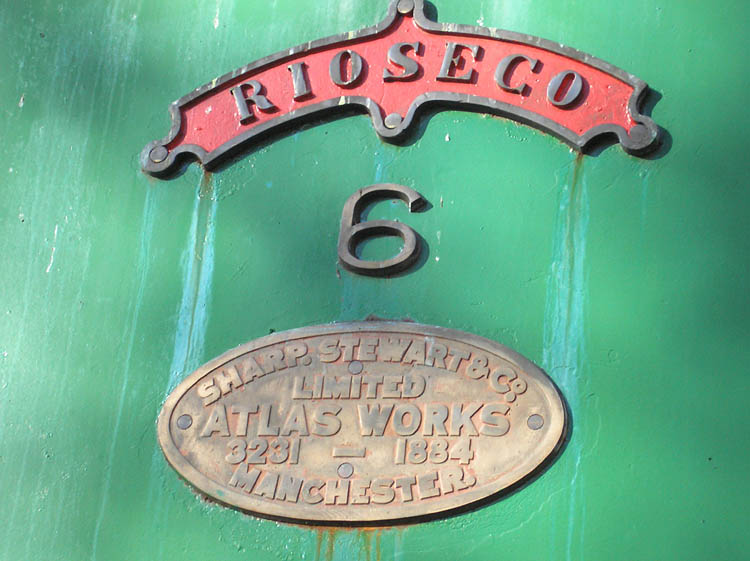 RIOSECO
6
SHARP. STEWART & Co.
LIMITED
ATLAS WORKS
3231 — 1884
MANCHESTER.